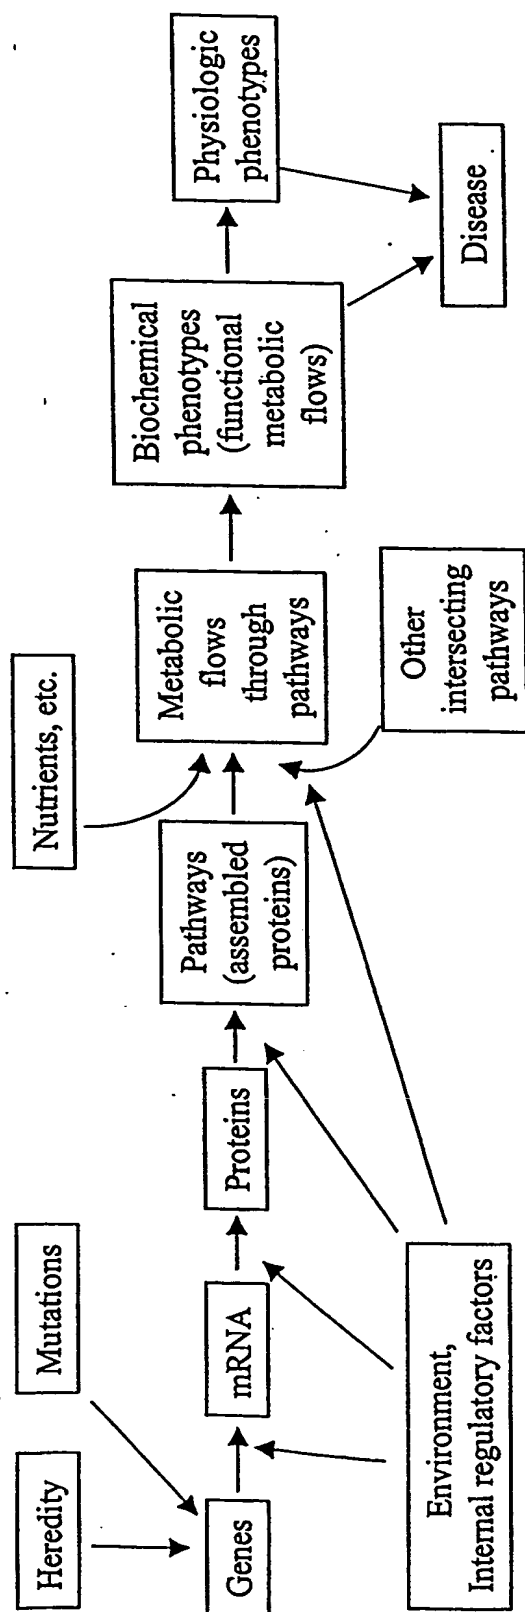 Heredity
Mutations
Nutrients, etc.
Genes
mRNA
Proteins
Pathways
(assembled
proteins)
Metabolic
flows
through
pathways
Biochemical
phenotypes
(functional
metabolic
flows)
Physiologic
phenotypes
Environment,
Internal regulatory factors
Other
intersecting
pathways
Disease